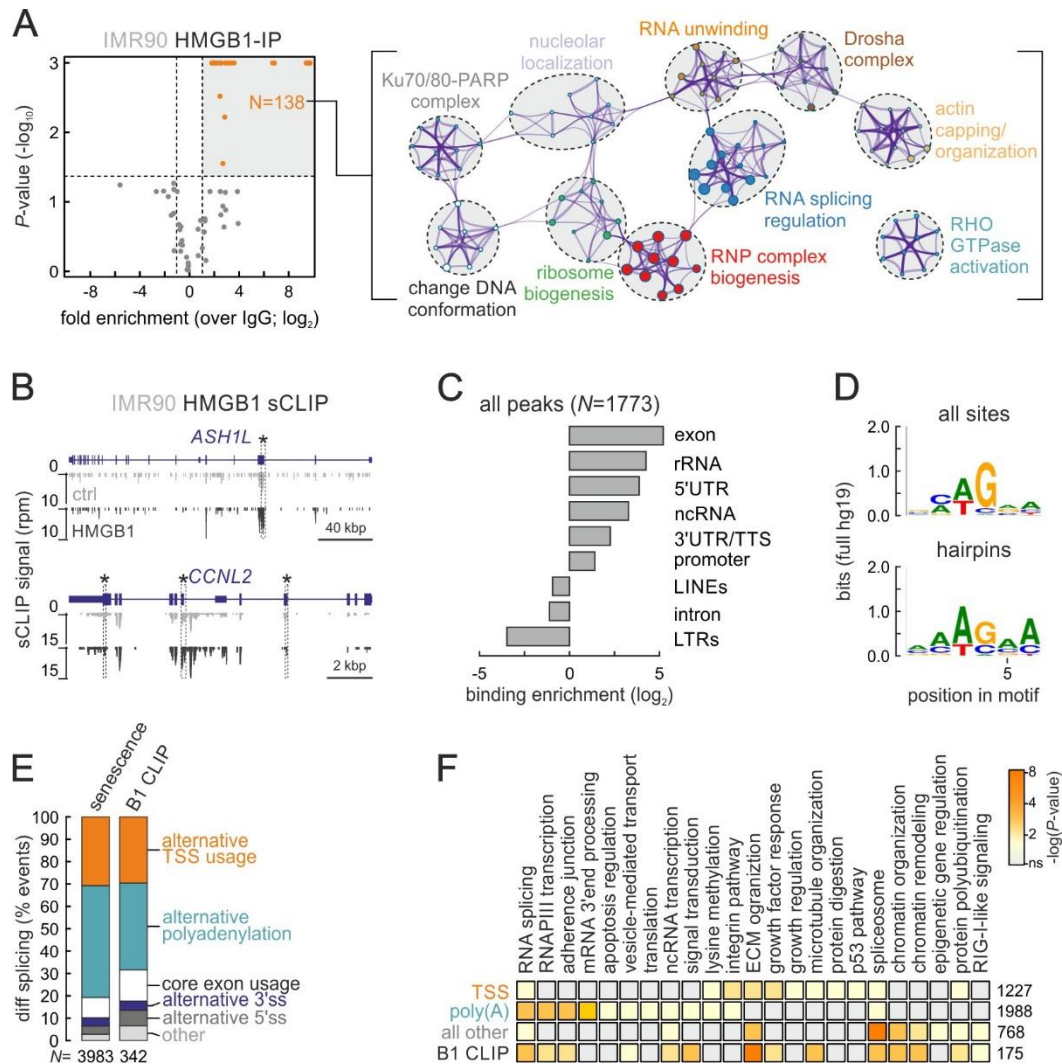 A
IMR90 HMGB1-IP
3
2
1
0
P-value (-log10)
N=138
-8
-4
0
4
8
fold enrichment (over IgG; log2)
Ku70/80-PARP
complex
nucleolar
localization
RNA unwinding
Drosha
complex
actin
capping/
organization
RNA splicing
regulation
RHO
GTPase
activation
RNP complex
biogenesis
ribosome
biogenesis
change DNA
conformation
B
IMR90 HMGB1 sCLIP
ASH1L
*
0
ctrl
10
HMGB1
10
40 kbp
sCLIP signal (rpm)
* * *
CCNL2
0
15
15
2 kbp
C
all peaks (N=1773)
exon
rRNA
5'UTR
ncRNA
3'UTR/TTS
promoter
LINEs
intron
LTRs
-5
0
5
binding enrichment (log2)
D
all sites
2.0
1.0
0.0
bits (full hg19)
hairpins
2.0
1.0
0.0
5
position in motif
E
senescence
B1 CLIP
100
90
80
70
60
50
40
30
20
10
0
diff splicing (% events)
alternative
TSS usage
alternative
polyadenylation
core exon usage
alternative 3'ss
alternative 5'ss
other
N= 3983 342
F
RNA splicing
RNAPIII transcription
adherence junction
mRNA 3'end processing
apoptosis regulation
vesicle-mediated transport
translation
ncRNA transcription
signal transduction
lysine methylation
integrin pathway
ECM ogranization
growth factor response
growth regulation
microtubule organization
protein digestion
p53 pathway
spliceosome
chromatin organization
chromatin remodeling
epigenetic gene regulation
protein polyubiquitination
RIG-I-like signaling
8
4
2
ns
-log(P-value)
TSS 1227
poly(A) 1988
all other 768
B1 CLIP 175